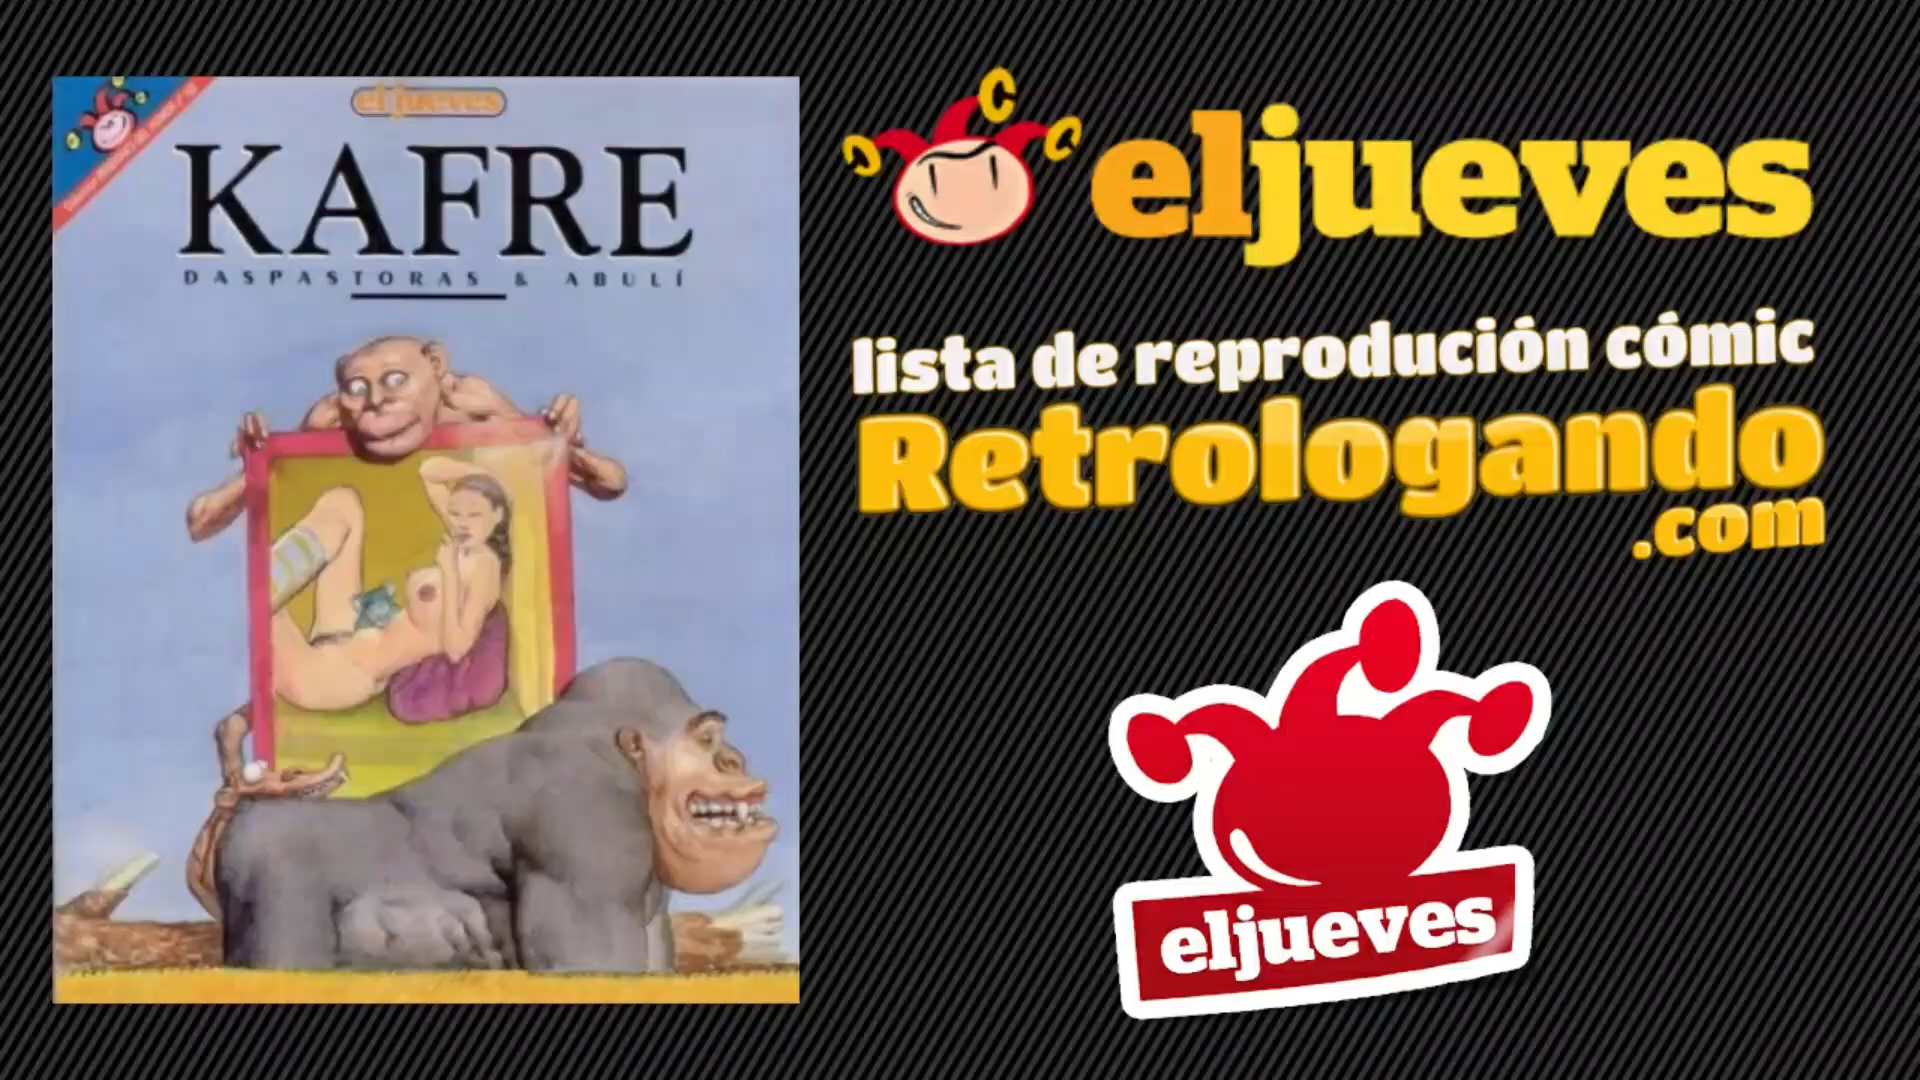 el jueves
KAFRE
DASPASTORAS & ABULÍ
eljueves
lista de reprodución cómic
Retrologando
.com
eljueves